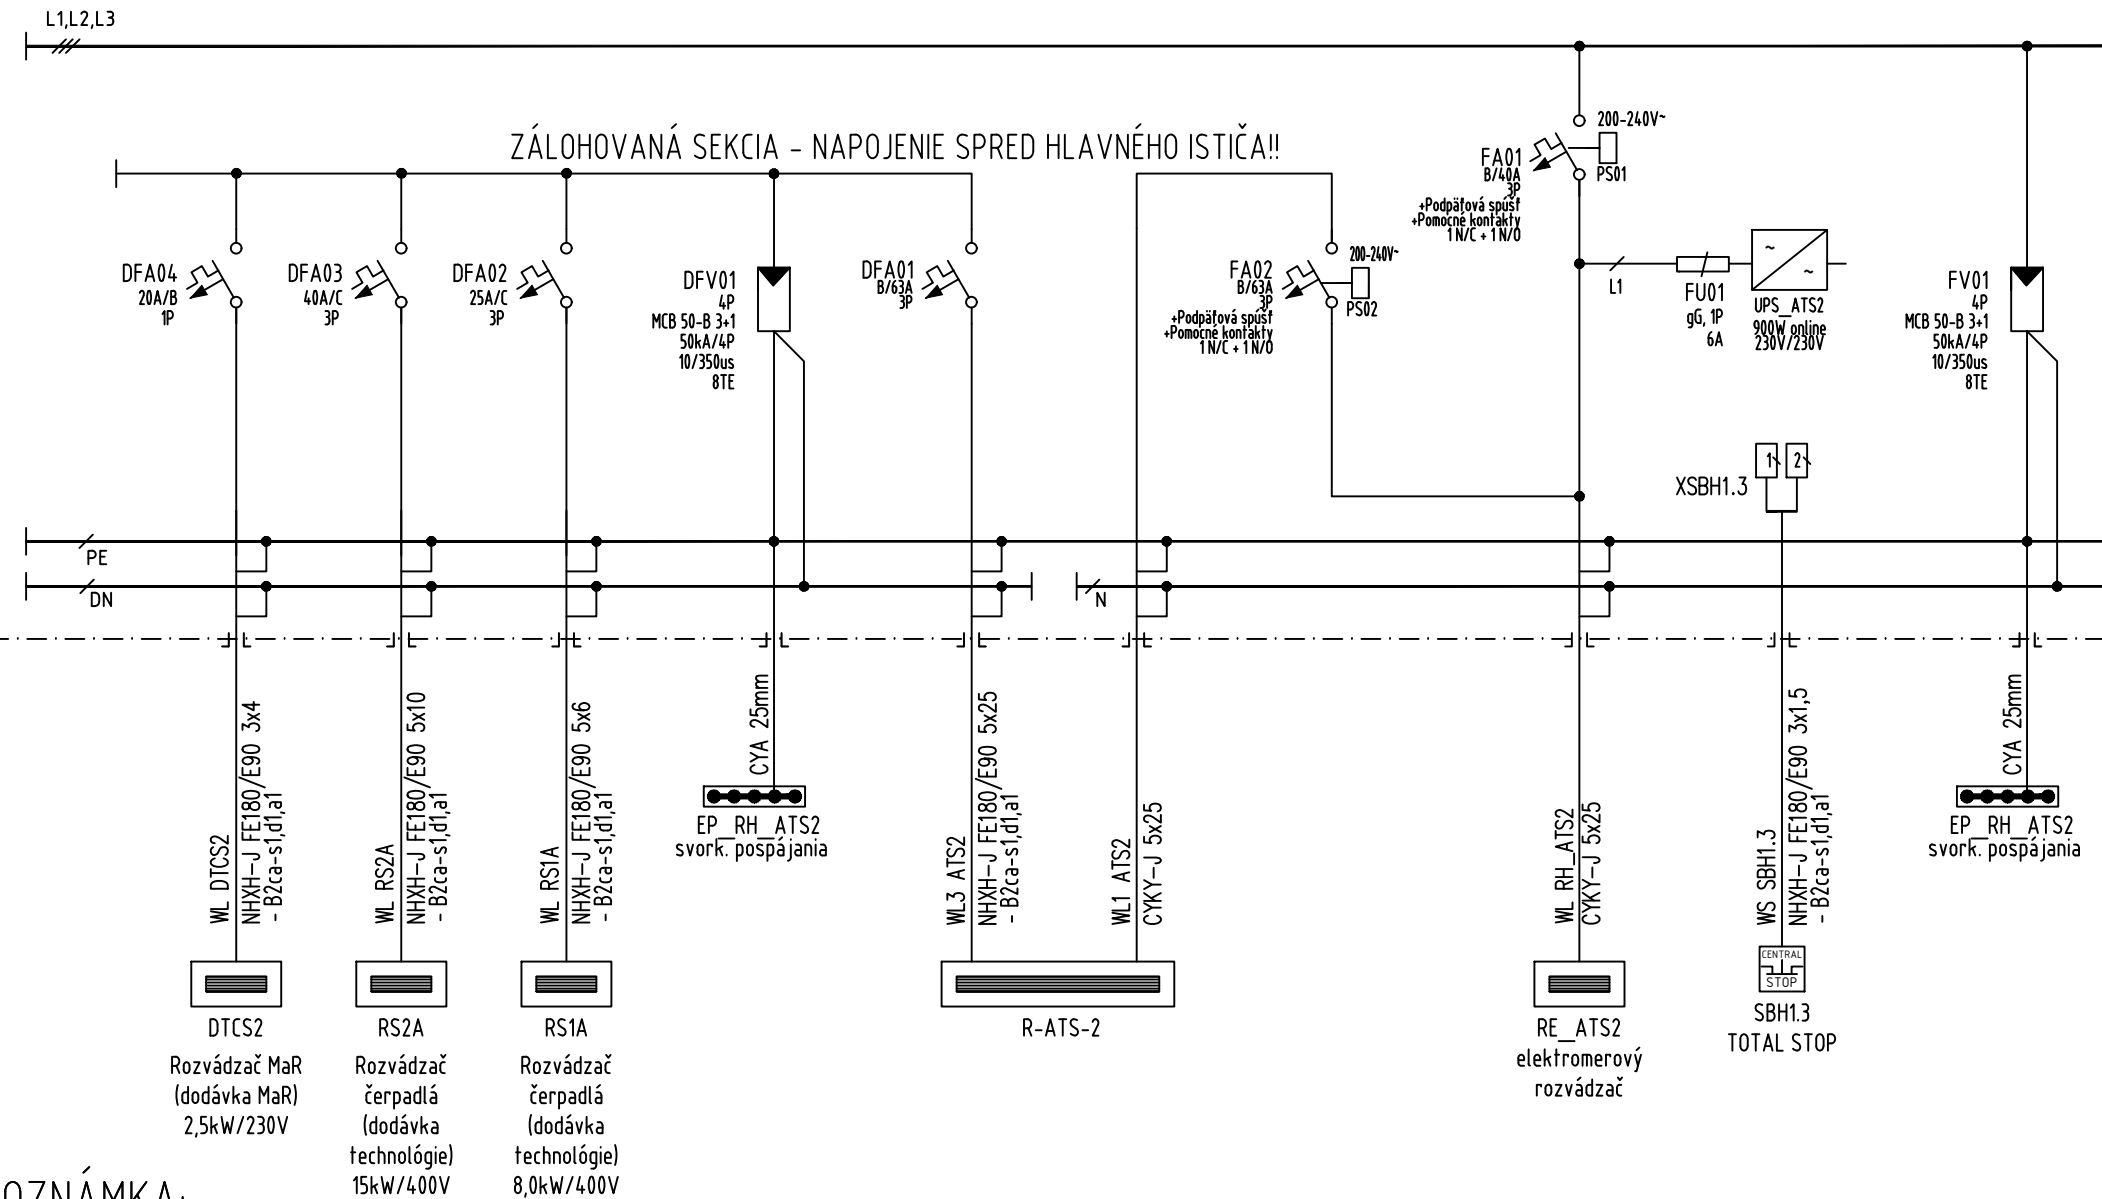 L1,L2,L3
ZÁLOHOVANÁ SEKCIA - NAPOJENIE SPRED HLAVNÉHO ISTIČA!!
DFA04
20A/B
1P
DFA03
40A/C
3P
DFA02
25A/C
3P
DFV01
4P
MCB 50-B 3+1
50kA/4P
10/350us
8TE
DFA01
B/63A
3P
FA02
B/63A
3P
+Podpäťová spúšť
+Pomocné kontakty
1 N/C + 1 N/O
200-240V~
PS02
FA01
B/40A
3P
+Podpäťová spúšť
+Pomocné kontakty
1 N/C + 1 N/O
200-240V~
PS01
L1
FU01
gG, 1P
6A
~
~
UPS_ATS2
900W online
230V/230V
FV01
4P
MCB 50-B 3+1
50kA/4P
10/350us
8TE
XSBH1.3
1
2
PE
DN
N
WL DTCS2
NHXH-J FE180/E90 3x4
- B2ca-s1,d1,a1
WL RS2A
NHXH-J FE180/E90 5x10
- B2ca-s1,d1,a1
WL RS1A
NHXH-J FE180/E90 5x6
- B2ca-s1,d1,a1
CYA 25mm
EP_RH_ATS2
svork. pospájania
WL3 ATS2
NHXH-J FE180/E90 5x25
- B2ca-s1,d1,a1
WL1 ATS2
CYKY-J 5x25
WL RH_ATS2
CYKY-J 5x25
WS SBH1.3
NHXH-J FE180/E90 3x1,5
- B2ca-s1,d1,a1
CYA 25mm
EP_RH_ATS2
svork. pospájania
DTCS2
Rozvádzač MaR
(dodávka MaR)
2,5kW/230V
RS2A
Rozvádzač
čerpadlá
(dodávka
technológie)
15kW/400V
RS1A
Rozvádzač
čerpadlá
(dodávka
technológie)
8,0kW/400V
R-ATS-2
RE_ATS2
elektromerový
rozvádzač
CENTRAL
STOP
SBH1.3
TOTAL STOP
OZNÁMKA: